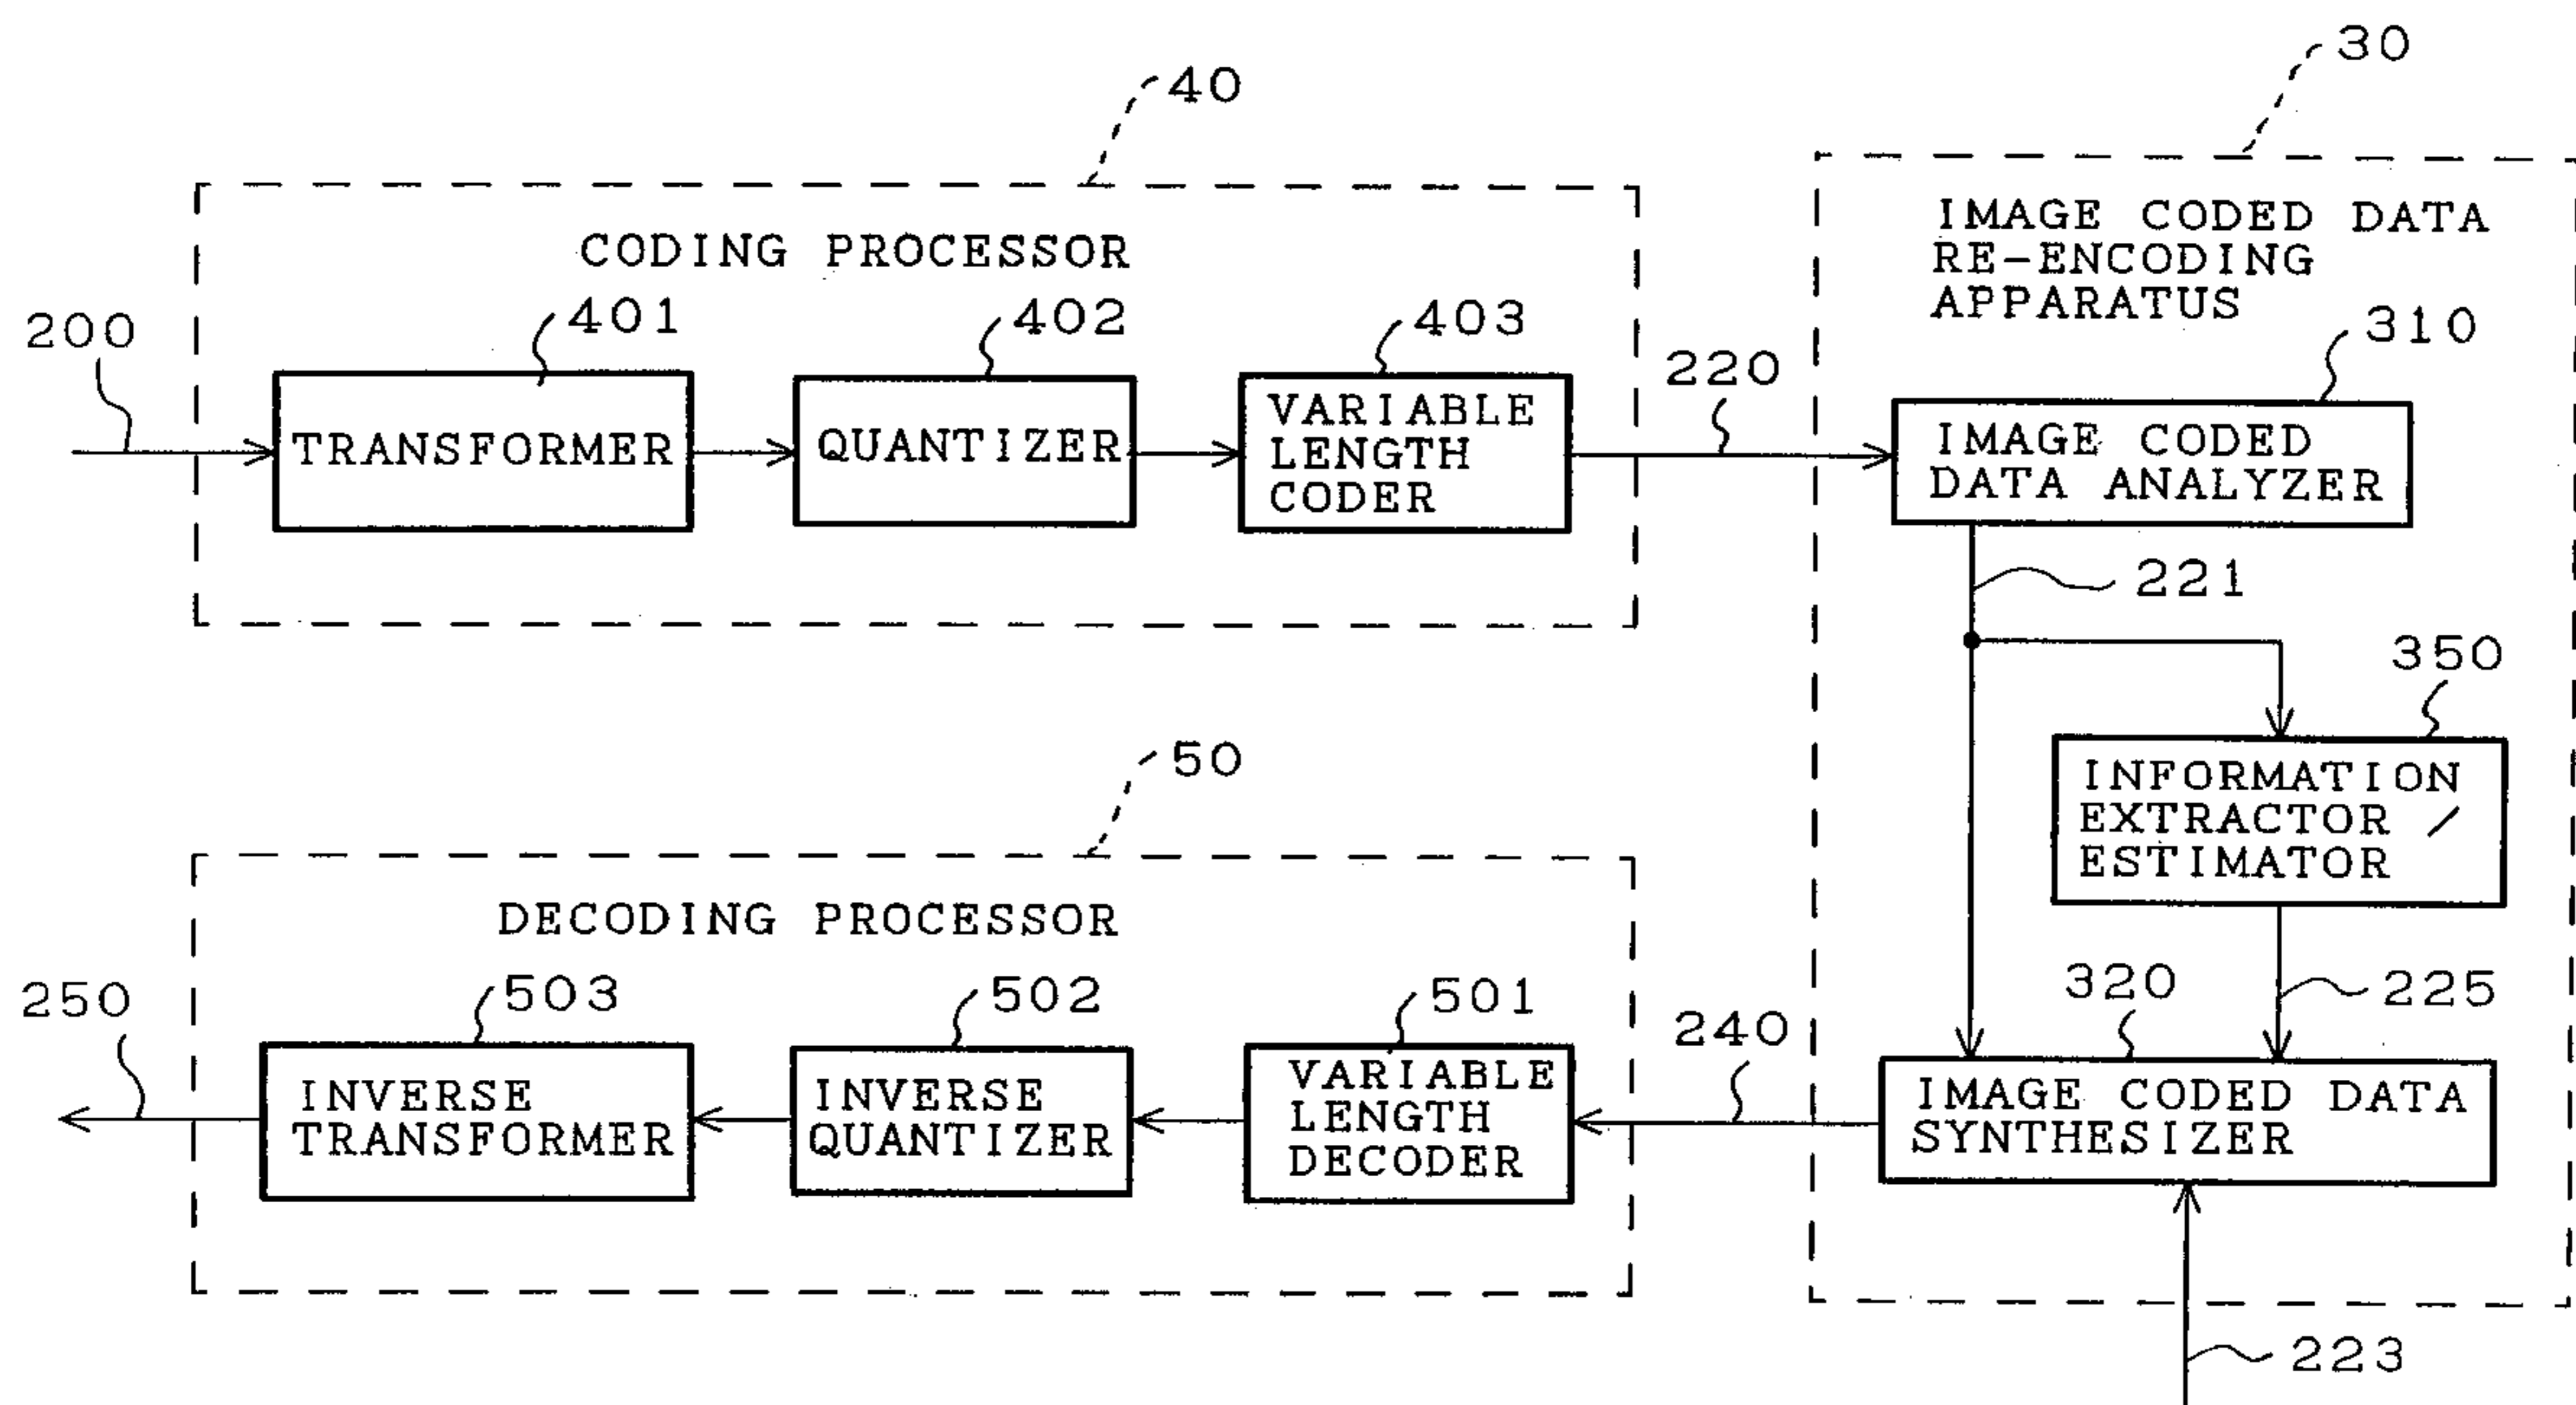 40
30
CODING PROCESSOR
IMAGE CODED DATA
RE-ENCODING
APPARATUS
200
401
402
403
220
310
TRANSFORMER
QUANTIZER
VARIABLE
LENGTH
CODER
IMAGE CODED
DATA ANALYZER
221
350
50
INFORMATION
EXTRACTOR /
ESTIMATOR
DECODING PROCESSOR
250
503
502
501
240
320
225
INVERSE
TRANSFORMER
INVERSE
QUANTIZER
VARIABLE
LENGTH
DECODER
IMAGE CODED DATA
SYNTHESIZER
223